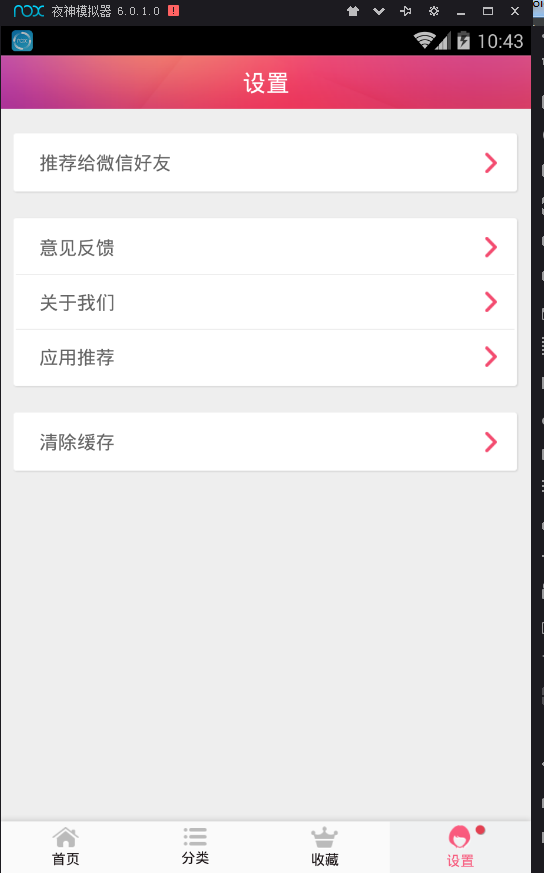 nox 夜神模拟器 6.0.1.0
nox 10:43
设置
推荐给微信好友
意见反馈
关于我们
应用推荐
清除缓存
首页 分类 收藏 设置